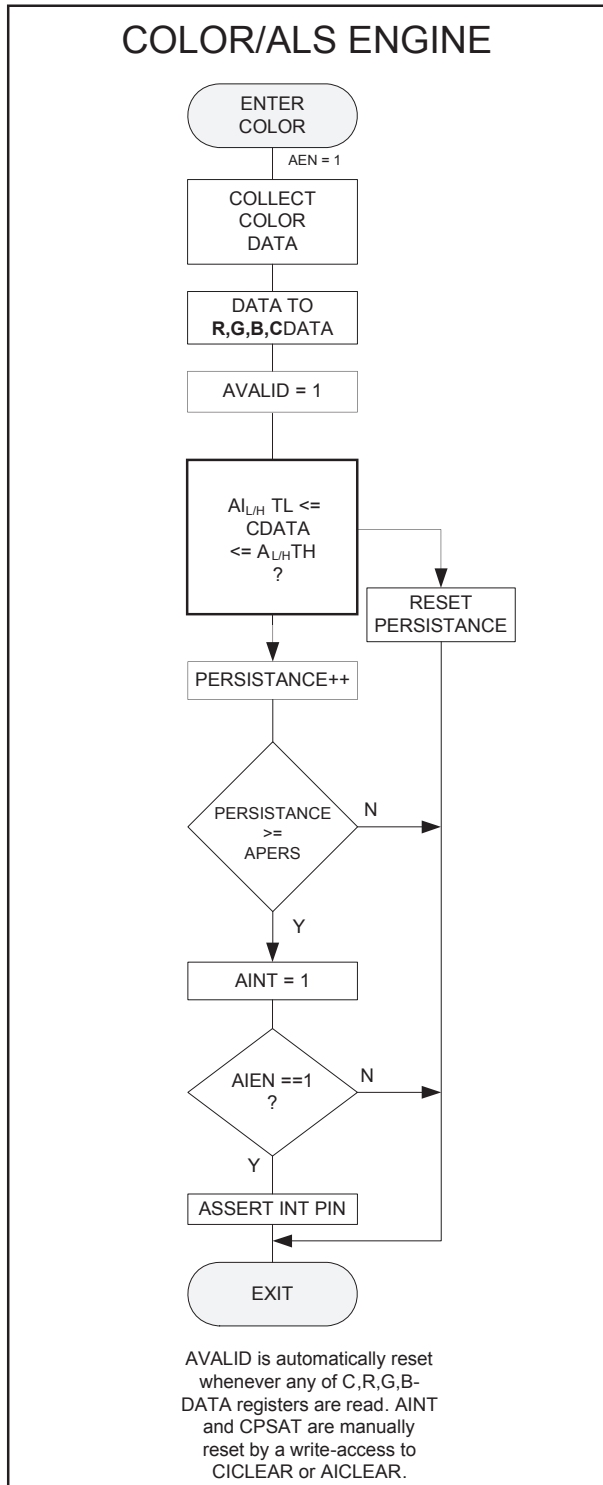 COLOR/ALS ENGINE
ENTER
COLOR
AEN = 1
COLLECT
COLOR
DATA
DATA TO
R,G,B,CDATA
AVALID = 1
AIL/H TL <=
CDATA
<= AL/HTH
?
RESET
PERSISTANCE
PERSISTANCE++
PERSISTANCE
>=
APERS
N
Y
AINT = 1
AIEN ==1
?
N
Y
ASSERT INT PIN
EXIT
AVALID is automatically reset
whenever any of C,R,G,B-
DATA registers are read. AINT
and CPSAT are manually
reset by a write-access to
CICLEAR or AICLEAR.